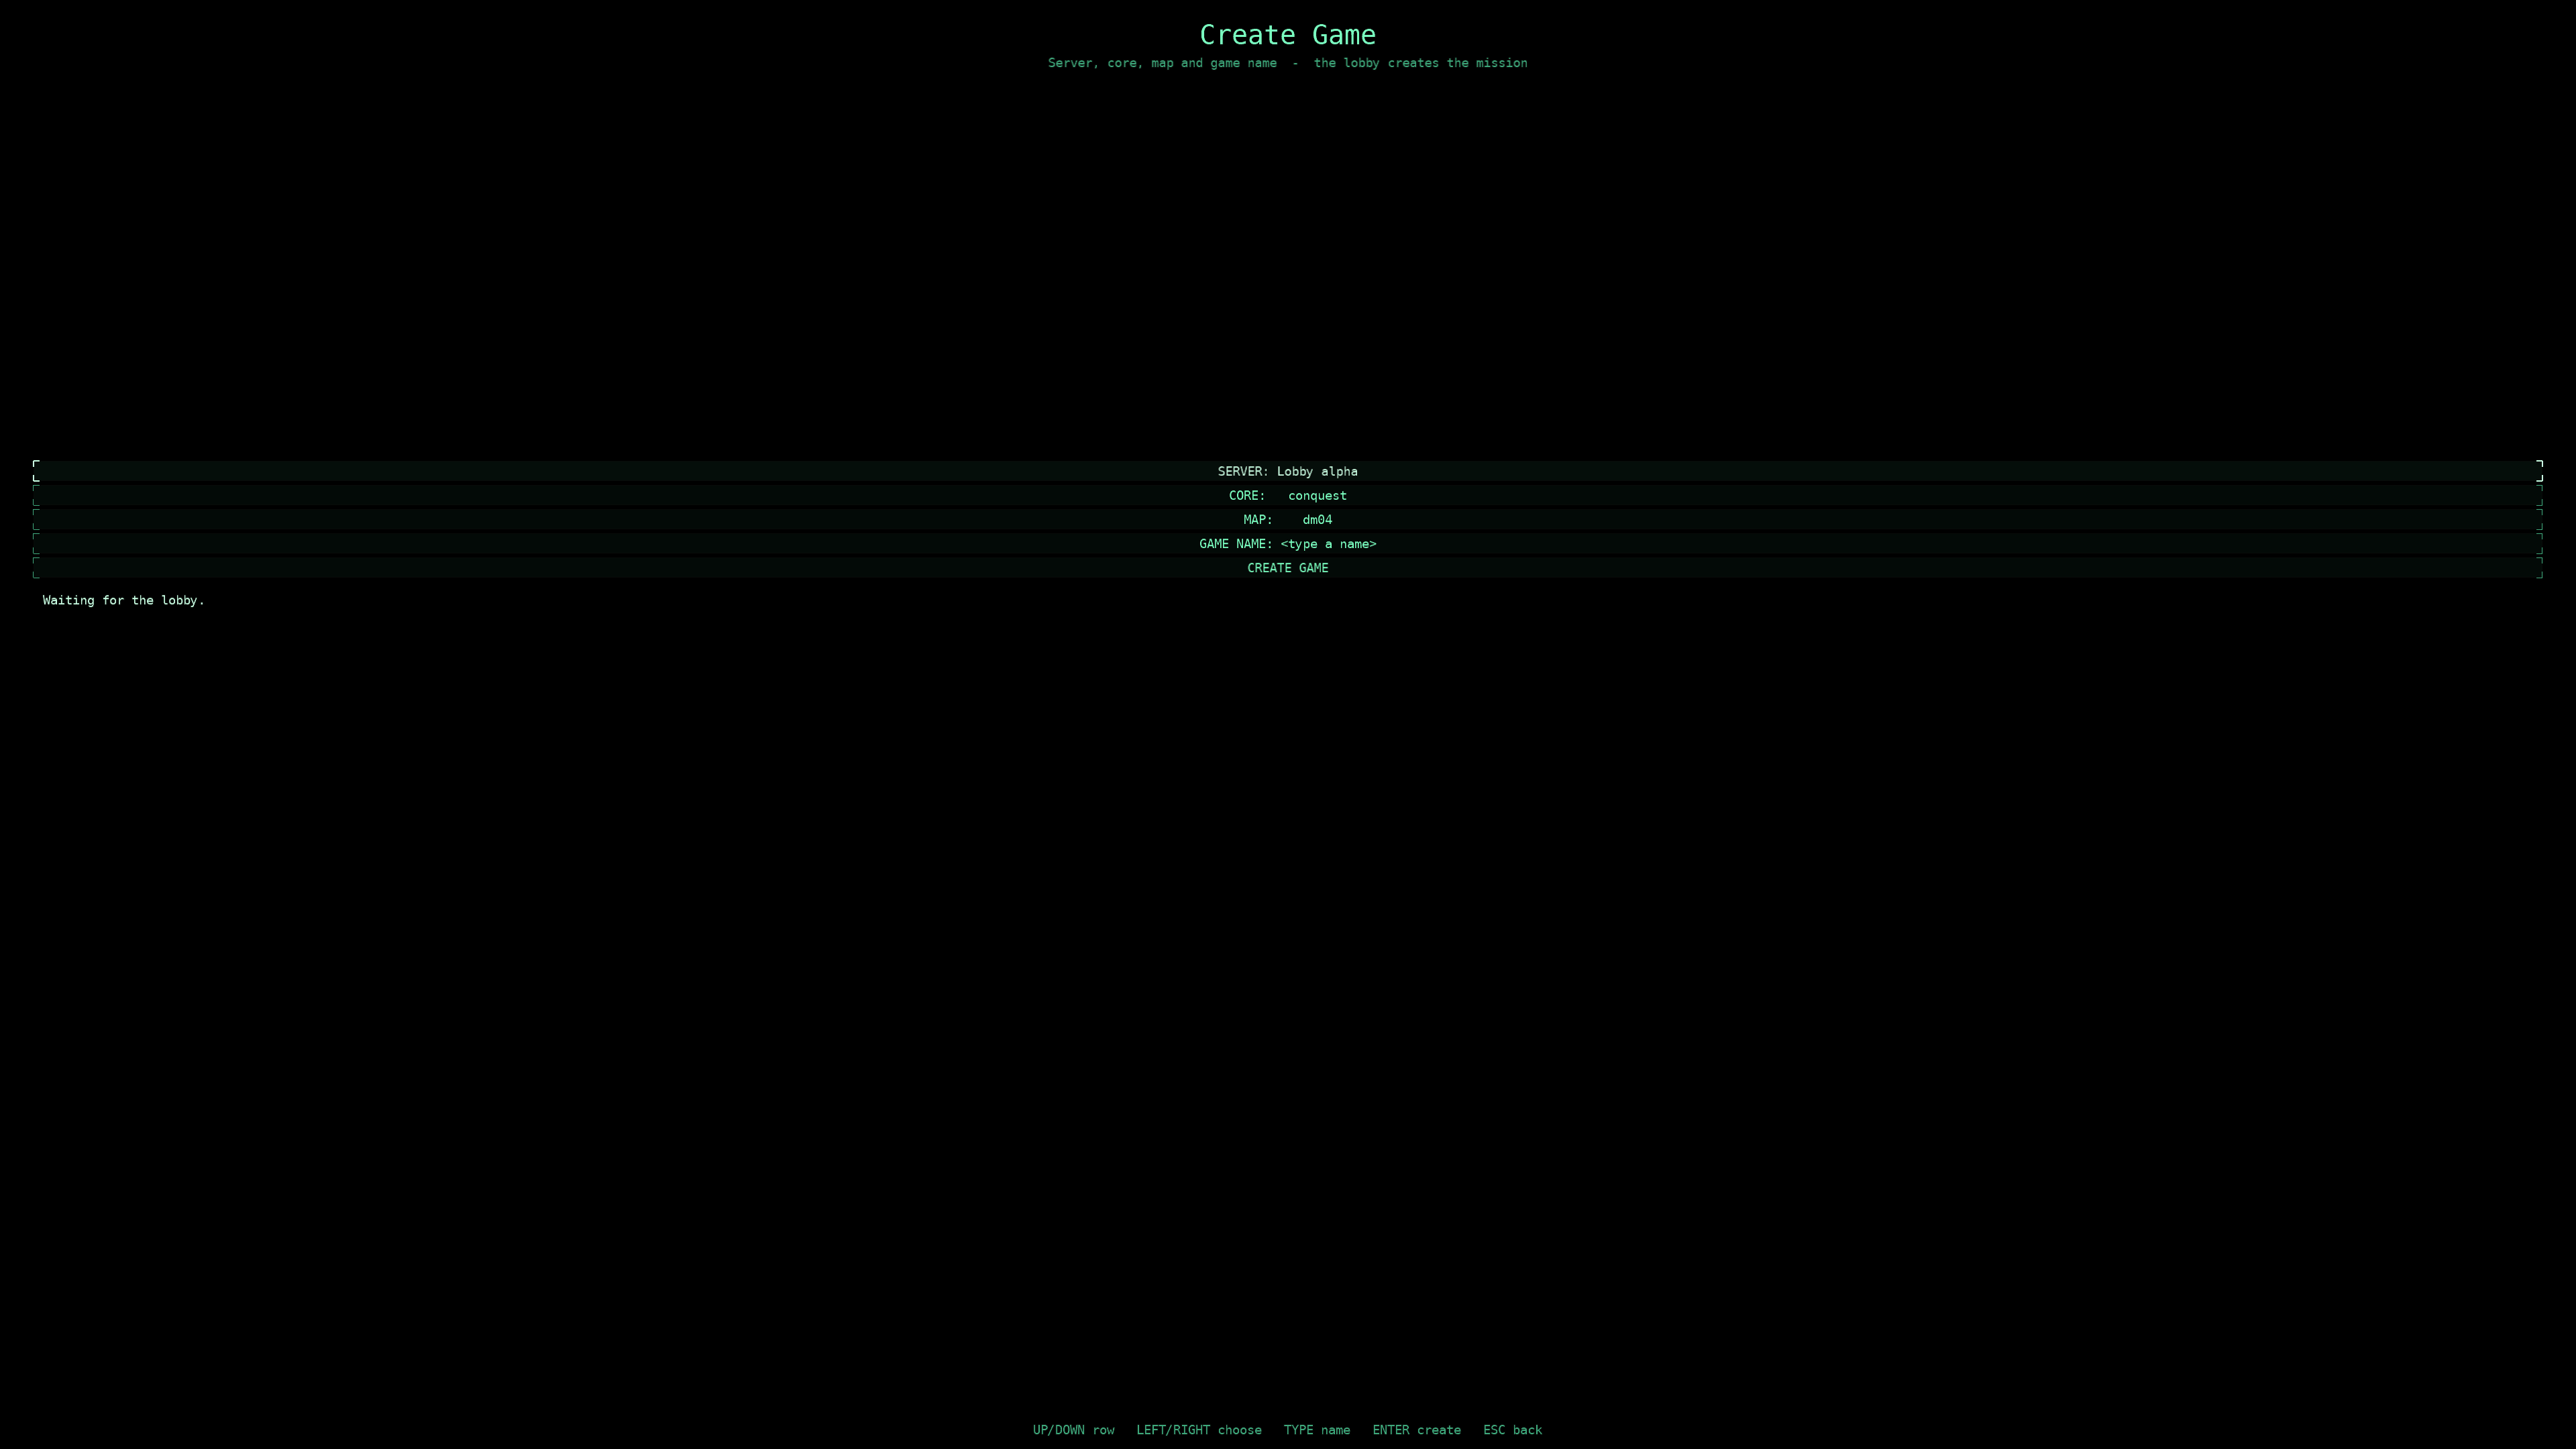 Create Game
Server, core, map and game name  -  the lobby creates the mission
SERVER: Lobby alpha
CORE:   conquest
MAP:    dm04
GAME NAME: <type a name>
CREATE GAME
Waiting for the lobby.
UP/DOWN row   LEFT/RIGHT choose   TYPE name   ENTER create   ESC back